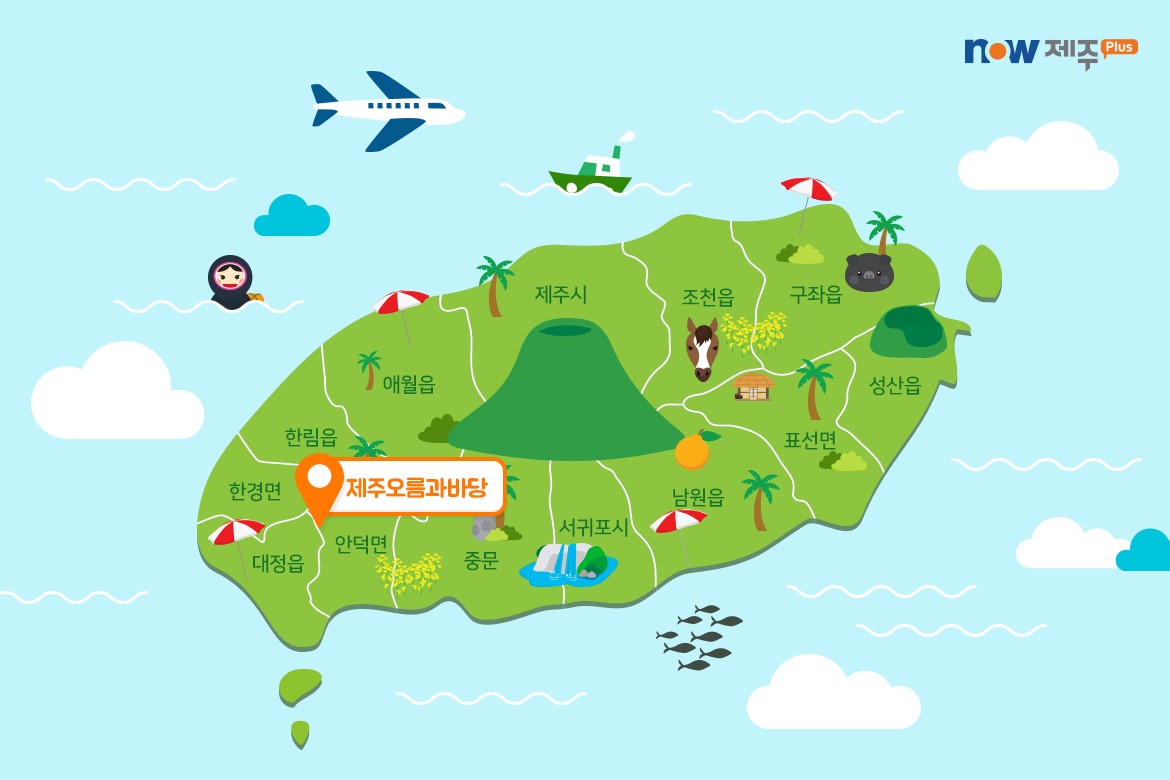 now 제주 Plus
제주시
조천읍
구좌읍
애월읍
성산읍
한림읍
표선면
한경면
제주오름과바당
남원읍
서귀포시
안덕면
대정읍
중문